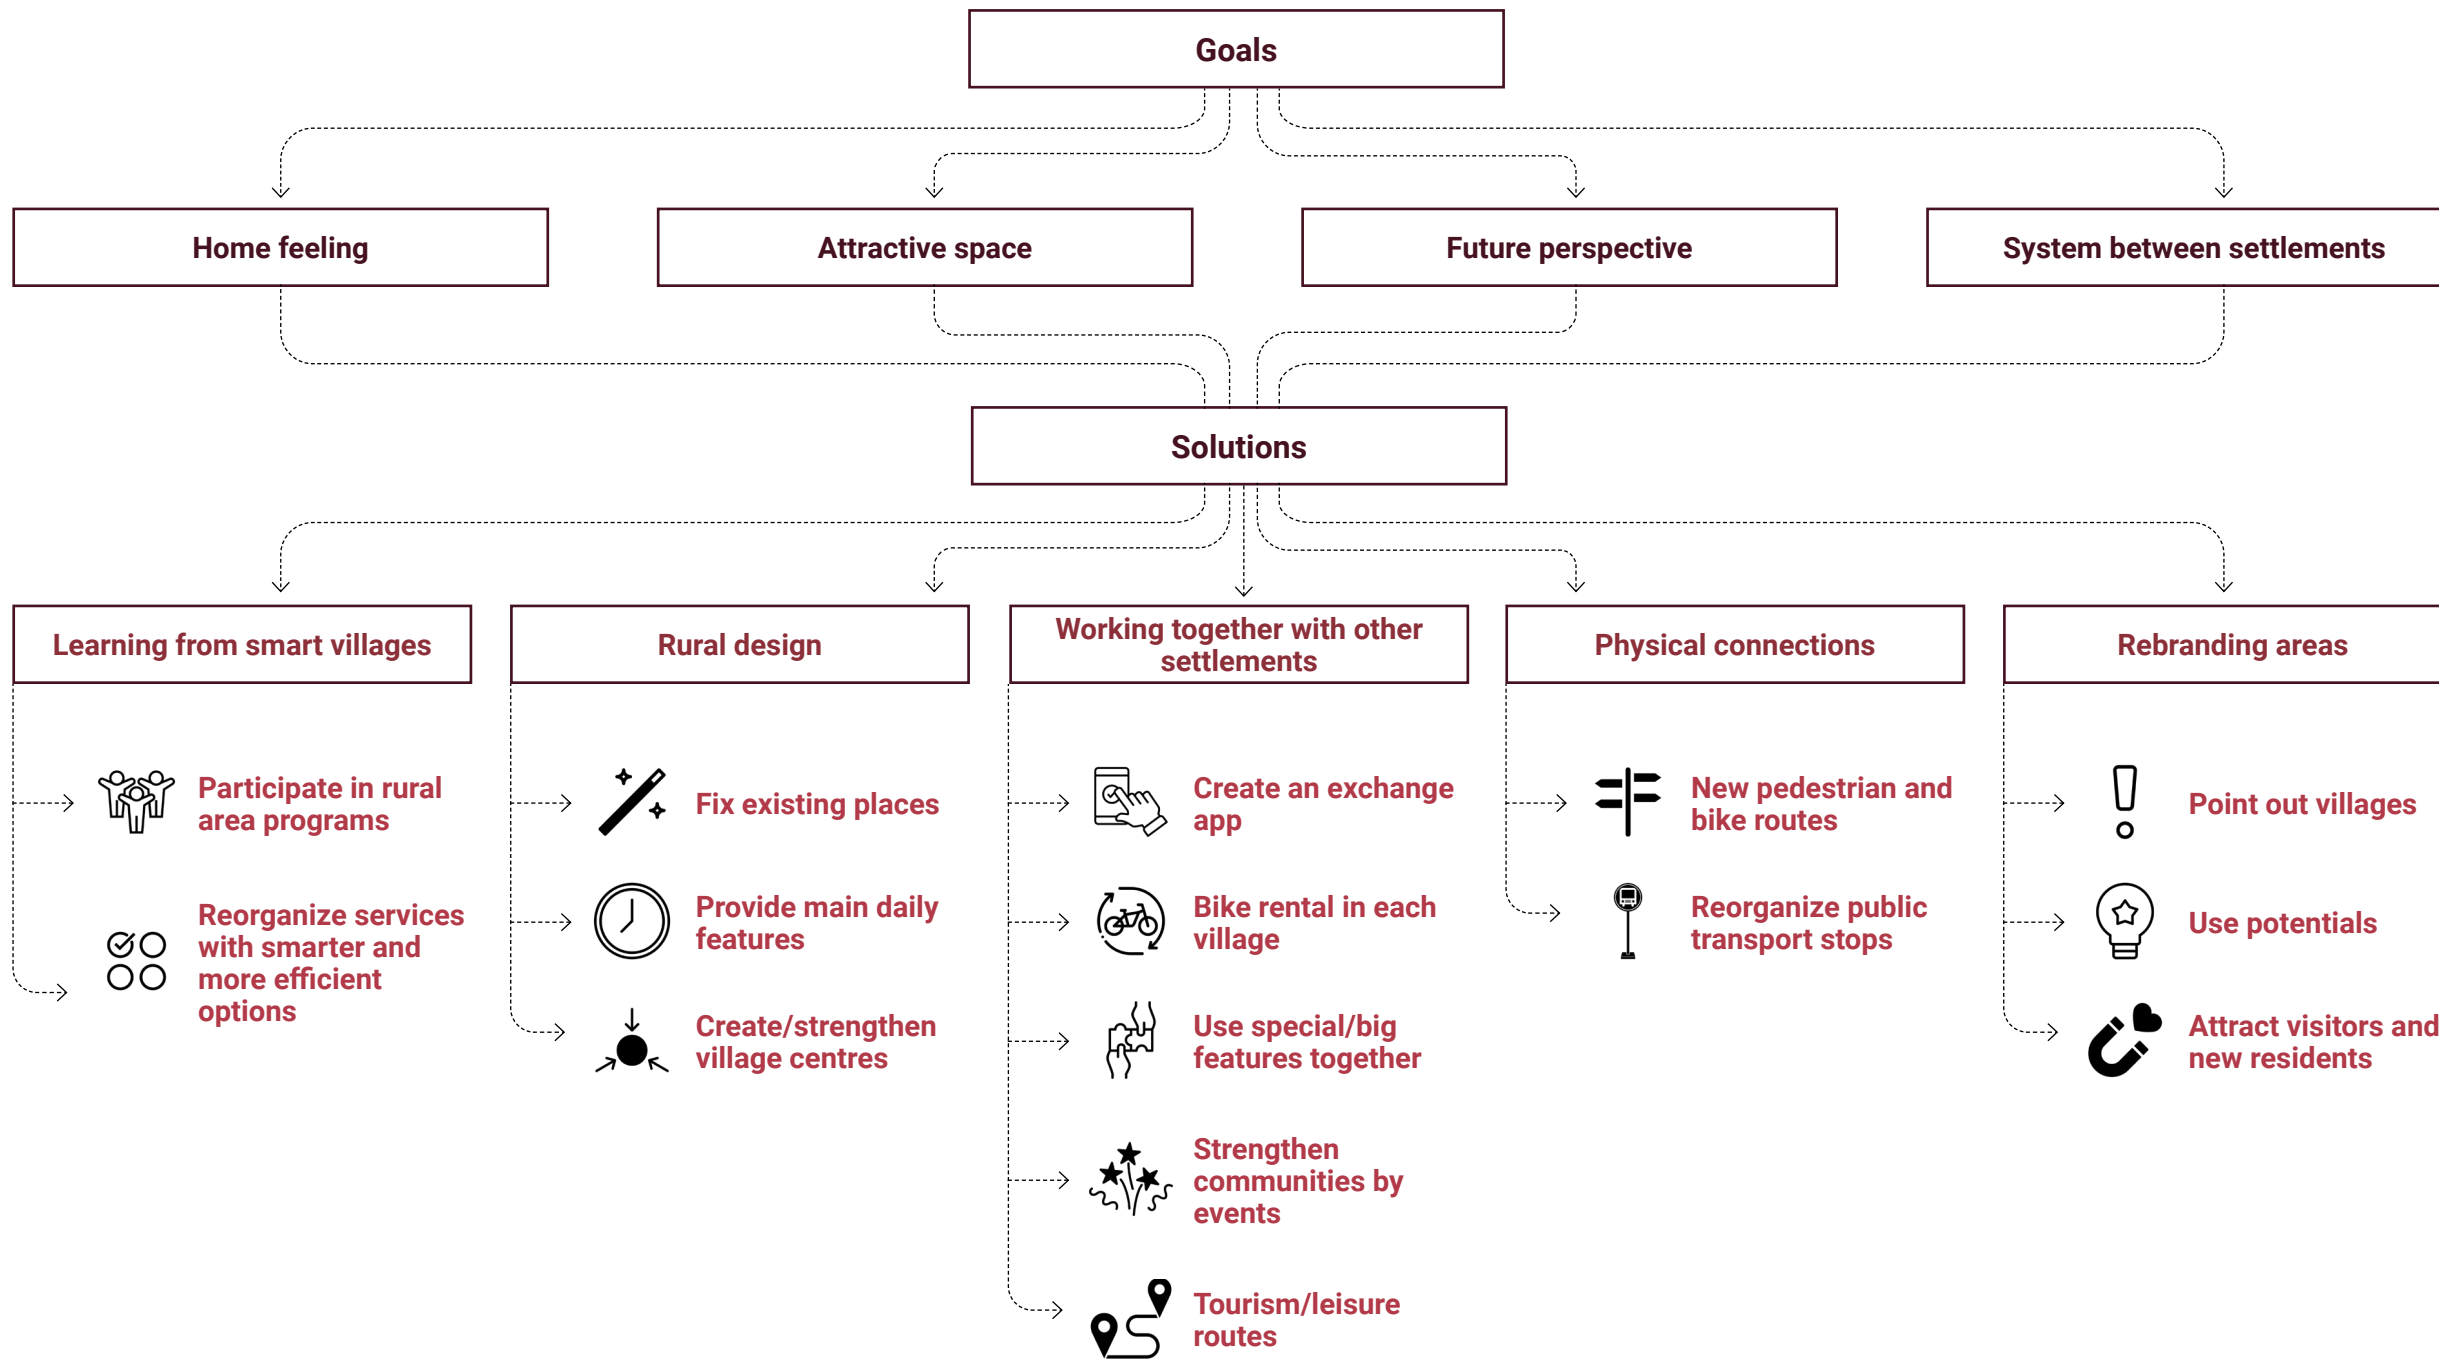 Goals
Home feeling
Attractive space
Future perspective
System between settlements
Solutions
Learning from smart villages
Rural design
Working together with other
settlements
Physical connections
Rebranding areas
Participate in rural
area programs
Reorganize services
with smarter and
more efficient
options
Fix existing places
Provide main daily
features
Create/strengthen
village centres
Create an exchange
app
Bike rental in each
village
Use special/big
features together
Strengthen
communities by
events
Tourism/leisure
routes
New pedestrian and
bike routes
Reorganize public
transport stops
Point out villages
Use potentials
Attract visitors and
new residents